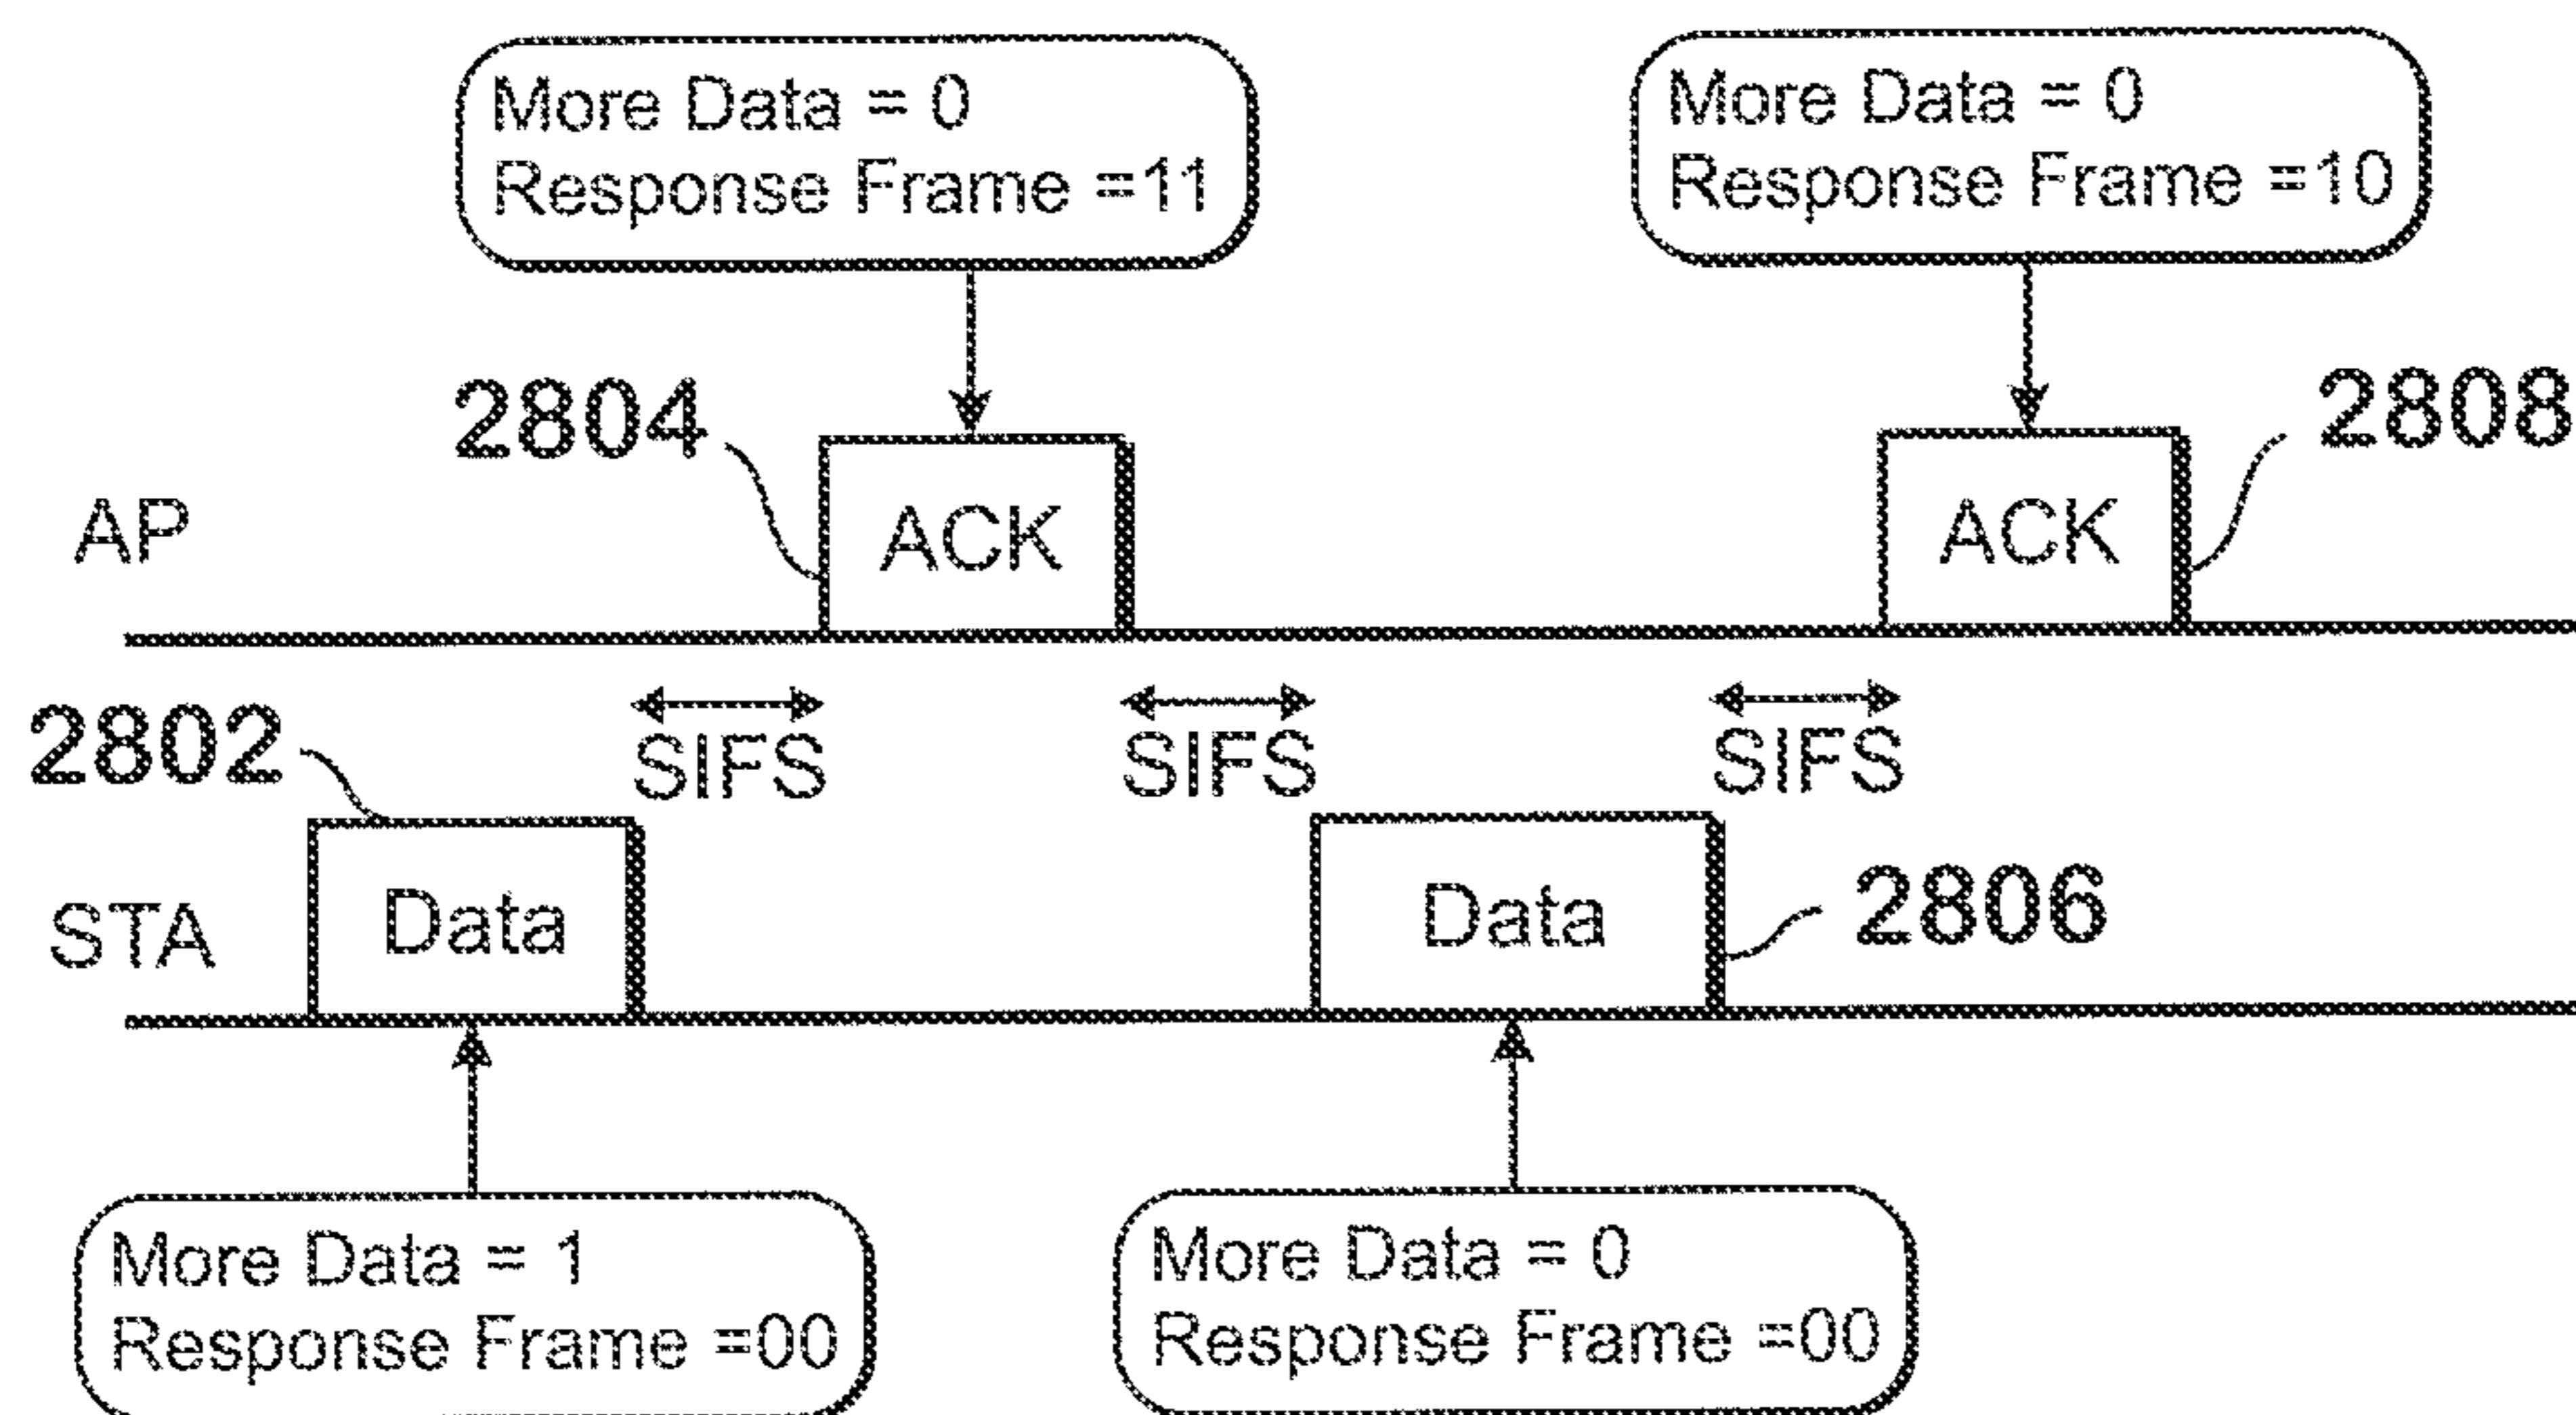 More Data = 0
Response Frame =11
More Data = 0
Response Frame =10
2804
2808
AP
ACK
ACK
2802
SIFS
SIFS
SIFS
STA
Data
Data
2806
More Data = 1
Response Frame =00
More Data = 0
Response Frame =00